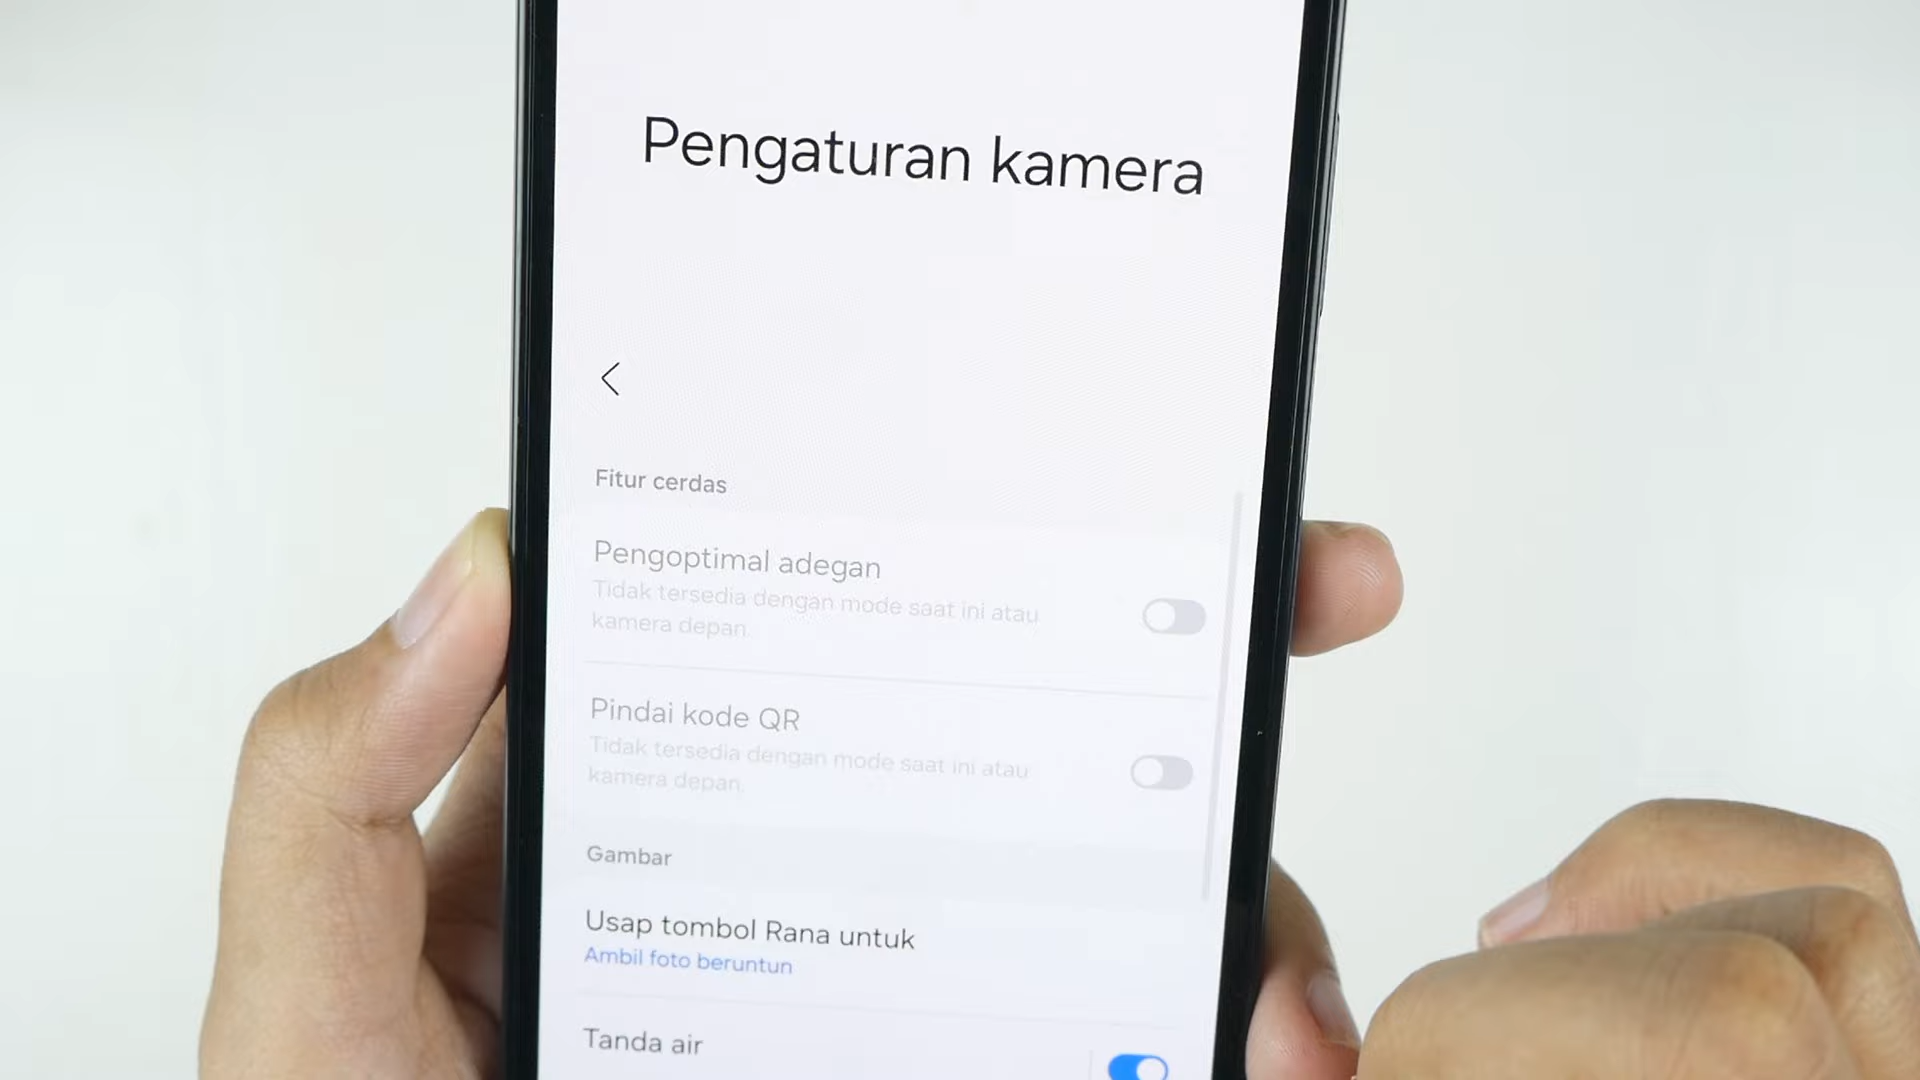 Pengaturan kamera
Fitur cerdas
Pengoptimal adegan
Tidak tersedia dengan mode saat ini atau
kamera depan.
Pindai kode QR
Tidak tersedia dengan mode saat ini atau
kamera depan.
Gambar
Usap tombol Rana untuk
Ambil foto beruntun
Tanda air